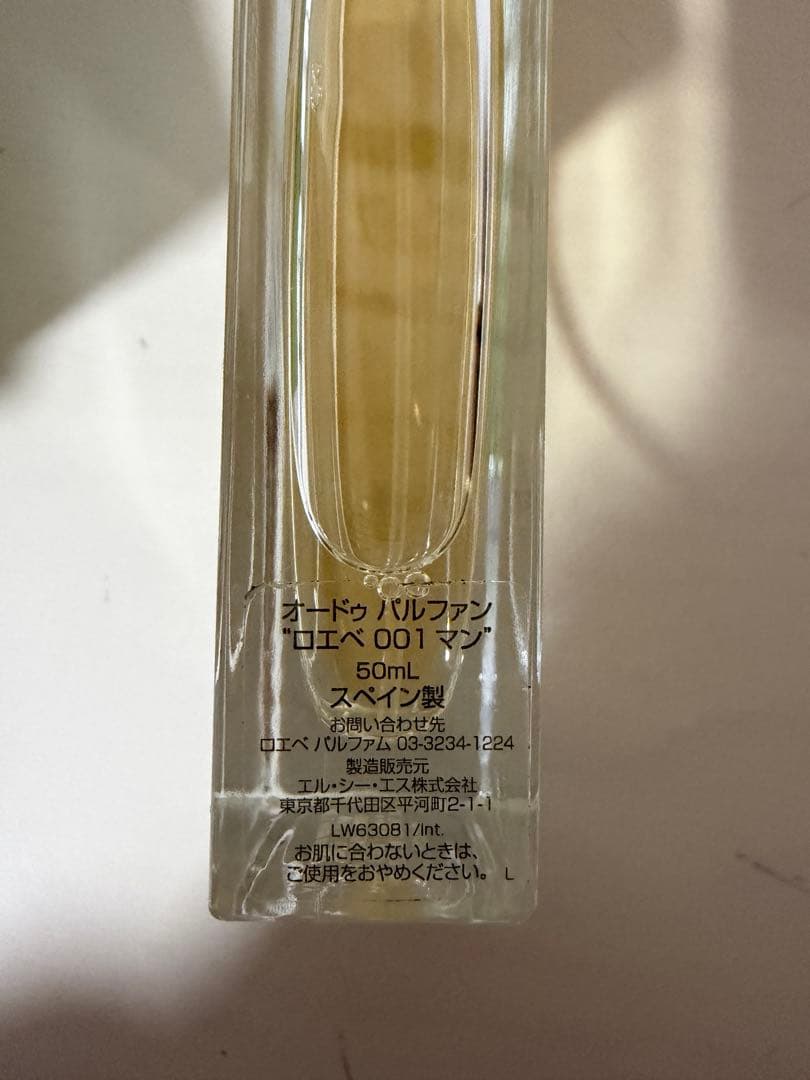 オードゥ パルファン
"ロエベ 001 マン"
50mL
スペイン製
お問い合わせ先
ロエベ パルファム 03-3234-1224
製造販売元
エル・シー・エス株式会社
東京都千代田区平河町2-1-1
LW63081/int.
お肌に合わないときは、
ご使用をおやめください。 L